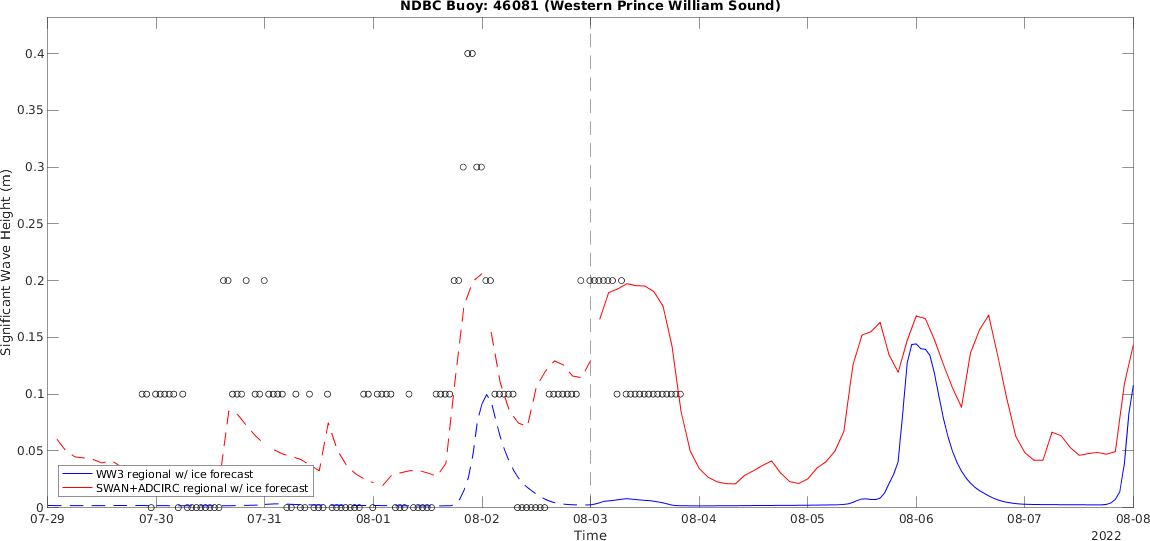 NDBC Buoy: 46081 (Western Prince William Sound)
Significant Wave Height (m)
0.4
0.35
0.3
0.25
0.2
0.15
0.1
0.05
0
WW3 regional w/ ice forecast
SWAN+ADCIRC regional w/ ice forecast
07-29 07-30 07-31 08-01 08-02 08-03 08-04 08-05 08-06 08-07 08-08
Time
2022